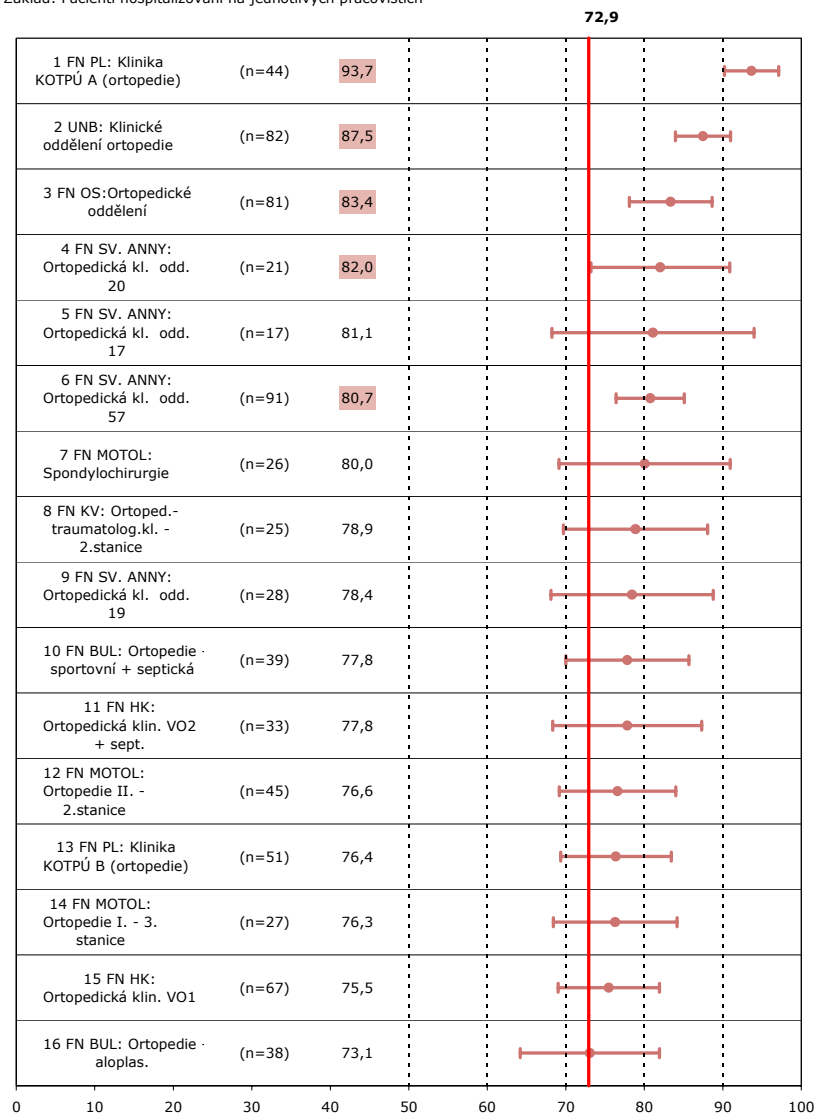 Základ: Pacienti hospitalizovaní na jednotlivých pracovištích
72,9
1 FN PL: Klinika
KOTPÚ A (ortopedie)
(n=44)
93,7
2 UNB: Klinické
oddělení ortopedie
(n=82)
87,5
3 FN OS:Ortopedické
oddělení
(n=81)
83,4
4 FN SV. ANNY:
Ortopedická kl. odd.
20
(n=21)
82,0
5 FN SV. ANNY:
Ortopedická kl. odd.
17
(n=17)
81,1
6 FN SV. ANNY:
Ortopedická kl. odd.
57
(n=91)
80,7
7 FN MOTOL:
Spondylochirurgie
(n=26)
80,0
8 FN KV: Ortoped.-
traumatolog.kl. -
2.stanice
(n=25)
78,9
9 FN SV. ANNY:
Ortopedická kl. odd.
19
(n=28)
78,4
10 FN BUL: Ortopedie -
sportovní + septická
(n=39)
77,8
11 FN HK:
Ortopedická klin. VO2
+ sept.
(n=33)
77,8
12 FN MOTOL:
Ortopedie II. -
2.stanice
(n=45)
76,6
13 FN PL: Klinika
KOTPÚ B (ortopedie)
(n=51)
76,4
14 FN MOTOL:
Ortopedie I. - 3.
stanice
(n=27)
76,3
15 FN HK:
Ortopedická klin. VO1
(n=67)
75,5
16 FN BUL: Ortopedie -
aloplas.
(n=38)
73,1
0 10 20 30 40 50 60 70 80 90 100